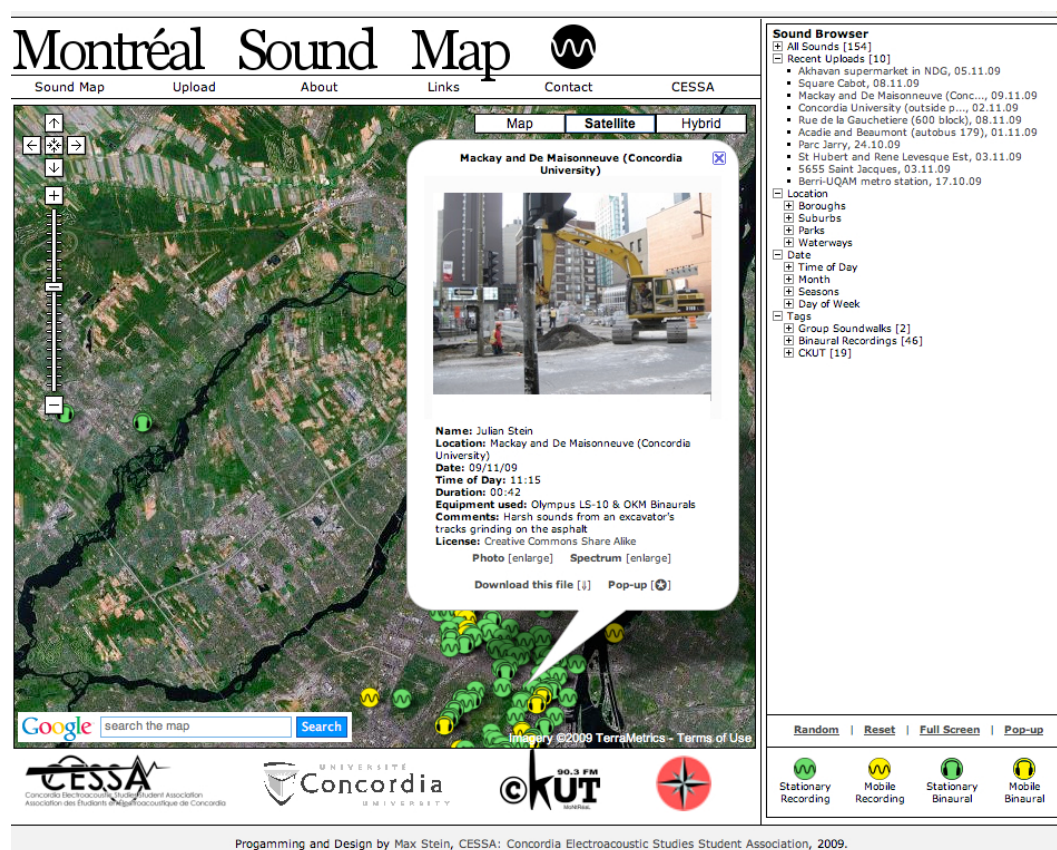 Montréal Sound Map
Sound Map Upload About Links Contact CESSA
Map Satellite Hybrid
Mackay and De Maisonneuve (Concordia
University)
Name: Julian Stein
Location: Mackay and De Maisonneuve (Concordia
University)
Date: 09/11/09
Time of Day: 11:15
Duration: 00:42
Equipment used: Olympus LS-10 & OKM Binaurals
Comments: Harsh sounds from an excavator's
tracks grinding on the asphalt
License: Creative Commons Share Alike
Photo [enlarge] Spectrum [enlarge]
Download this file [↓] Pop-up [✪]
Google search the map Search
Imagery ©2009 TerraMetrics - Terms of Use
Sound Browser
All Sounds [154]
Recent Uploads [10]
Akhavan supermarket in NDG, 05.11.09
Square Cabot, 08.11.09
Mackay and De Maisonneuve (Conc..., 09.11.09
Concordia University (outside p..., 02.11.09
Rue de la Gauchetiere (600 block), 08.11.09
Acadie and Beaumont (autobus 179), 01.11.09
Parc Jarry, 24.10.09
St Hubert and Rene Levesque Est, 03.11.09
5655 Saint Jacques, 03.11.09
Berri-UQAM metro station, 17.10.09
Location
Boroughs
Suburbs
Parks
Waterways
Date
Time of Day
Month
Seasons
Day of Week
Tags
Group Soundwalks [2]
Binaural Recordings [46]
CKUT [19]
Random | Reset | Full Screen | Pop-up
Stationary Recording
Mobile Recording
Stationary Binaural
Mobile Binaural
CESSA
Concordia Electroacoustic Studies Student Association
Association des Étudiants en Électroacoustique de Concordia
UNIVERSITÉ
Concordia
UNIVERSITY
90.3 FM
cKUT
MONTRÉAL
Progamming and Design by Max Stein, CESSA: Concordia Electroacoustic Studies Student Association, 2009.